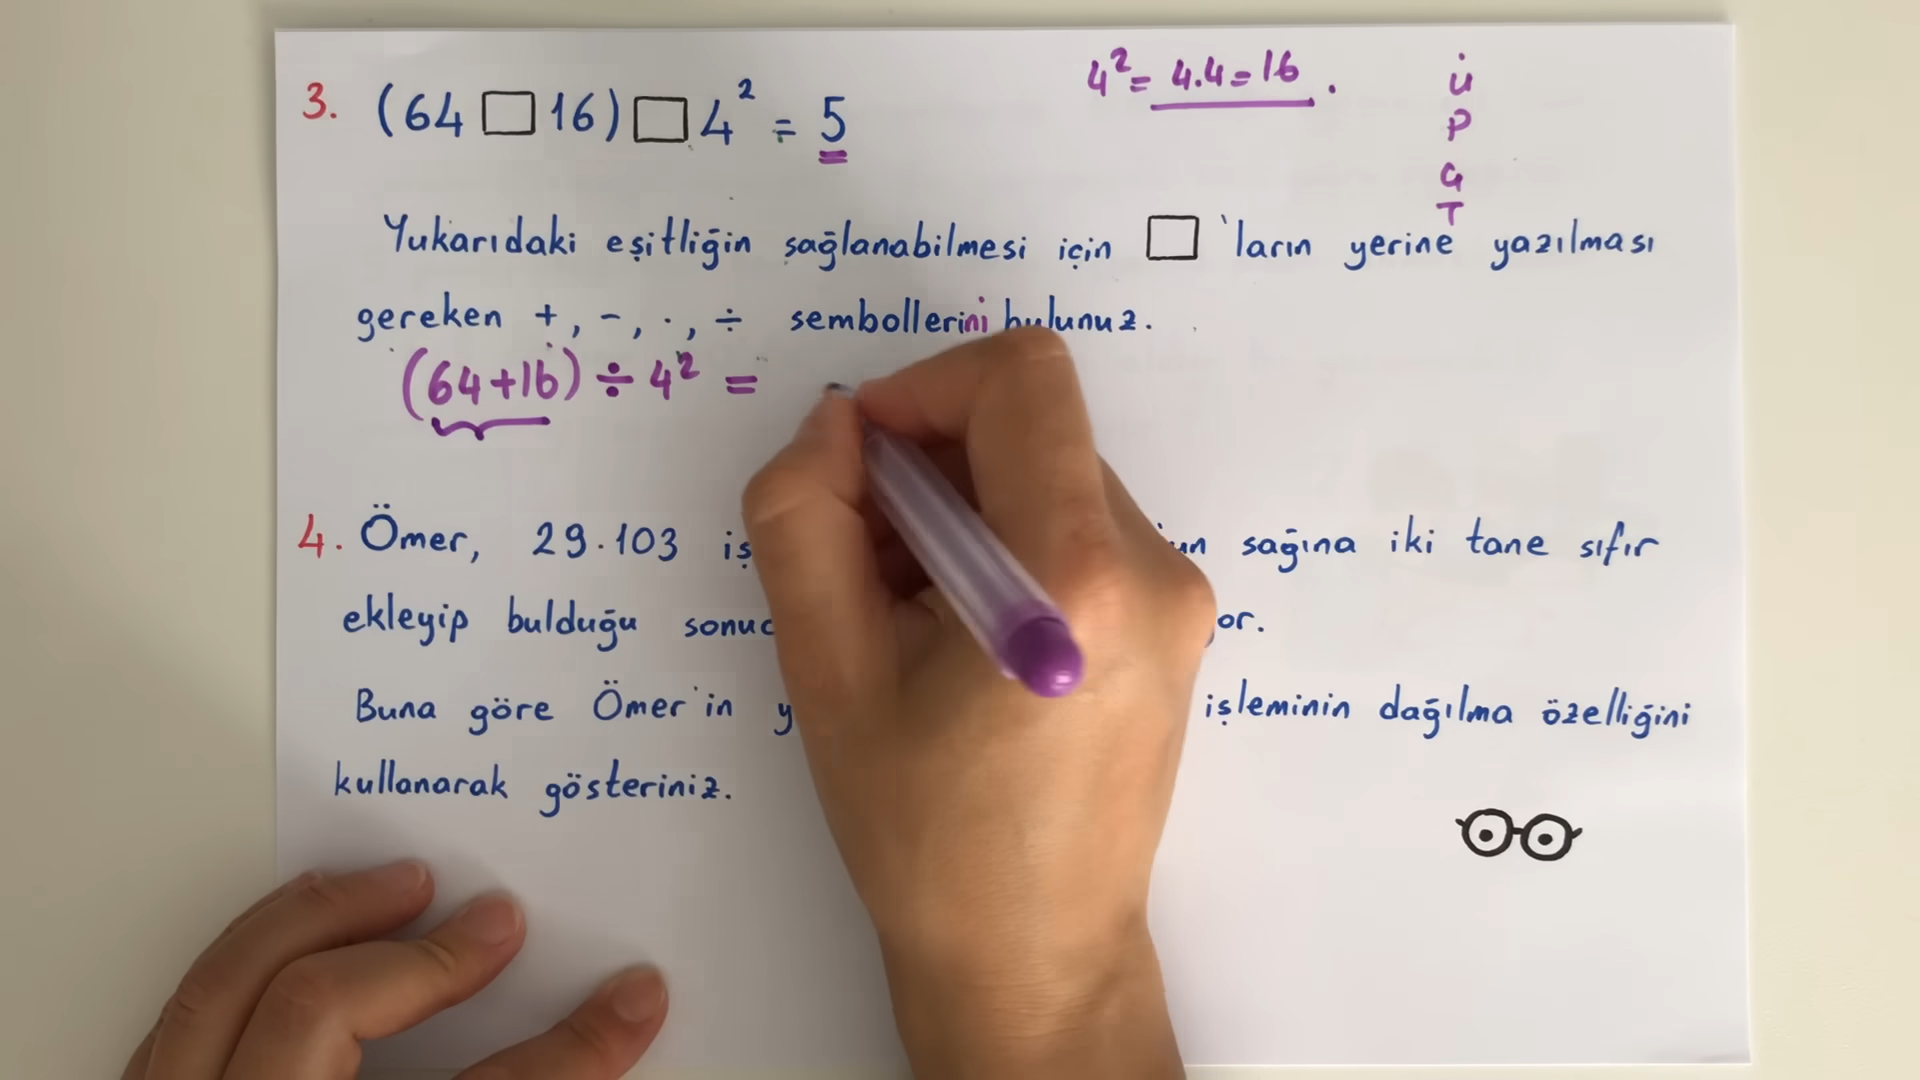 3. (64 □ 16) □ 4² = 5
4² = 4.4 = 16 .
ü
P
Ç
T
Yukarıdaki eşitliğin sağlanabilmesi için □ 'ların yerine yazılması
gereken +, -, ·, ÷ sembollerini bulunuz.
(64+16) ÷ 4² =
4. Ömer, 29.103 sağına iki tane sıfır
ekleyip bulduğu
Buna göre Ömer'in işleminin dağılma özelliğini
kullanarak gösteriniz.